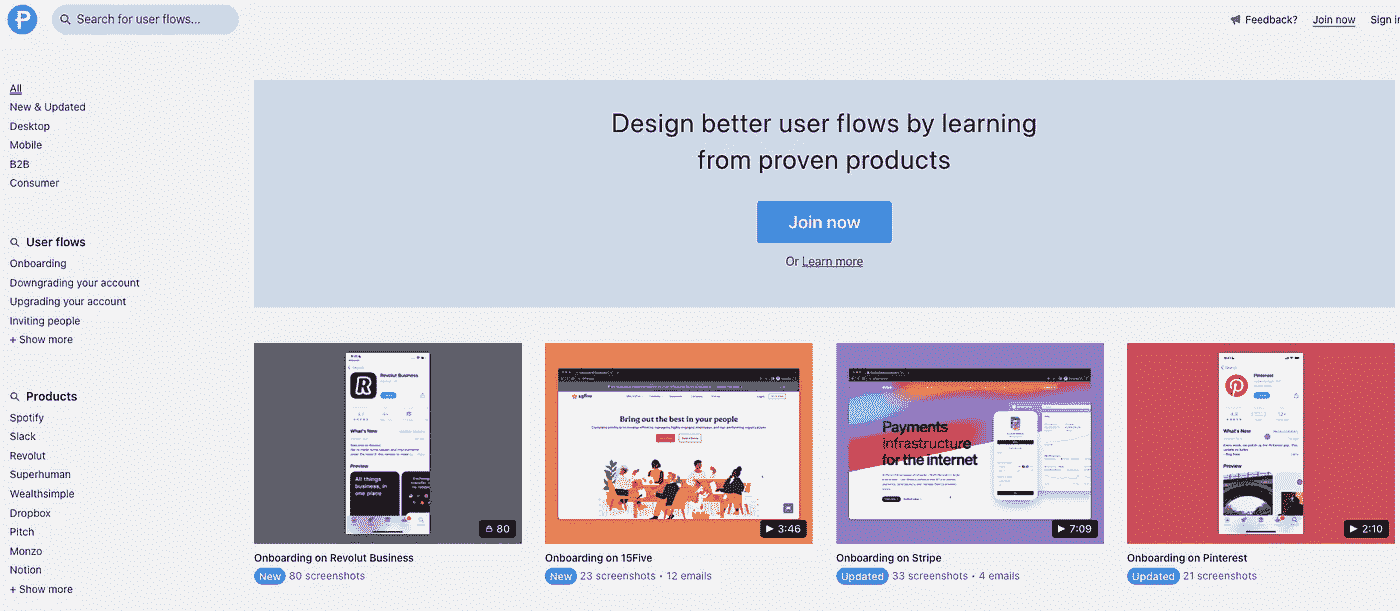 Search for user flows...
Feedback?
Join now
Sign in
All
New & Updated
Desktop
Mobile
B2B
Consumer
User flows
Onboarding
Downgrading your account
Upgrading your account
Inviting people
+ Show more
Products
Spotify
Slack
Revolut
Superhuman
Wealthsimple
Dropbox
Pitch
Monzo
Notion
+ Show more
Design better user flows by learning
from proven products
Join now
Or Learn more
Revolut Business
What's New
Preview
All things
business, in
one place
80
Onboarding on Revolut Business
New 80 screenshots
Bring out the best in your people
3:46
Onboarding on 15Five
New 23 screenshots • 12 emails
Payments
infrastructure
for the internet
7:09
Onboarding on Stripe
Updated 33 screenshots • 4 emails
Pinterest
What's New
Preview
2:10
Onboarding on Pinterest
Updated 21 screenshots